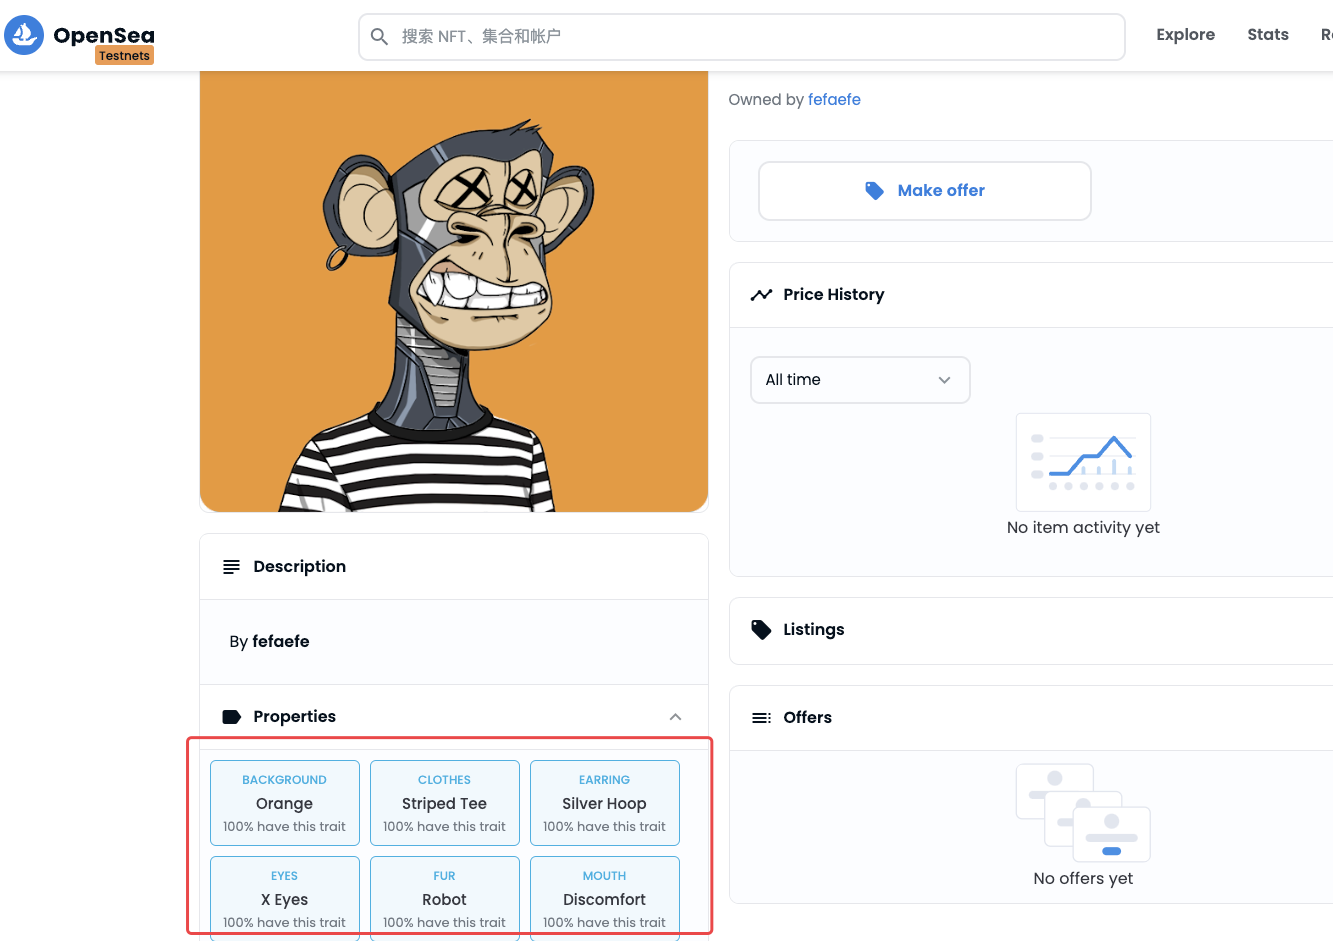 OpenSea
Testnets
搜索 NFT、集合和帐户
Explore
Stats
Owned by fefaefe
Make offer
Price History
All time
No item activity yet
Description
By fefaefe
Listings
Properties
Offers
BACKGROUND
Orange
100% have this trait
CLOTHES
Striped Tee
100% have this trait
EARRING
Silver Hoop
100% have this trait
EYES
X Eyes
100% have this trait
FUR
Robot
100% have this trait
MOUTH
Discomfort
100% have this trait
No offers yet